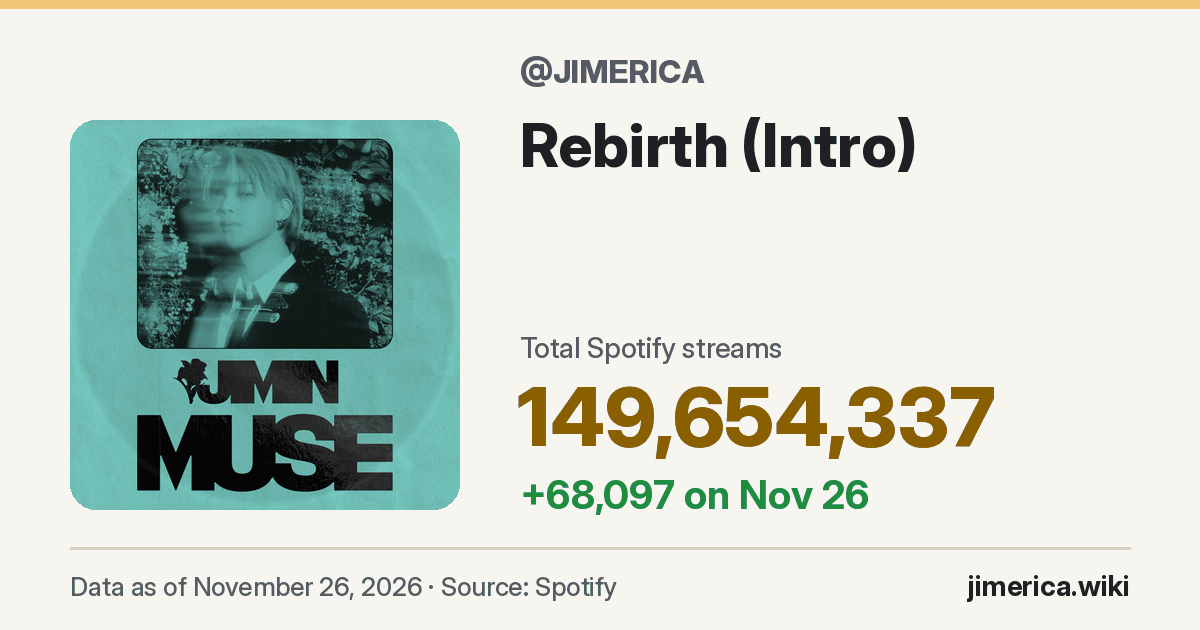 @JIMERICA
Rebirth (Intro)
JIMIN
MUSE
Total Spotify streams
149,654,337
+68,097 on Nov 26
Data as of November 26, 2026 · Source: Spotify
jimerica.wiki